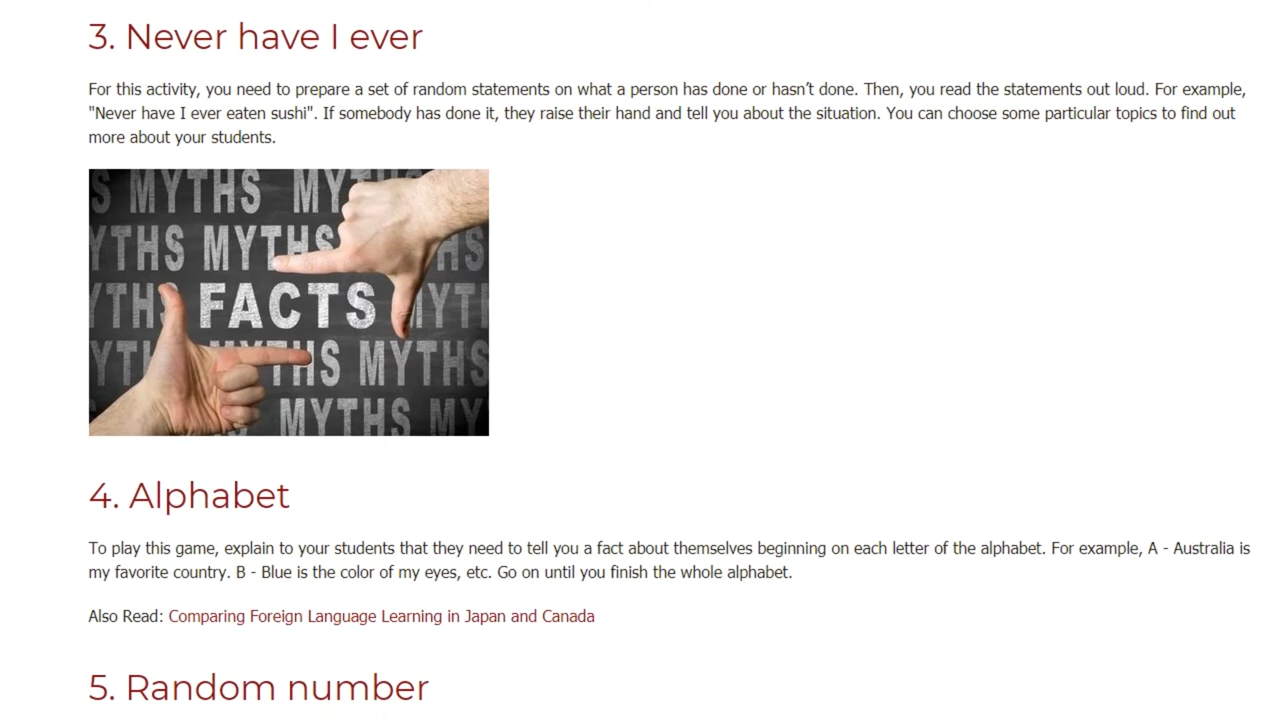 3. Never have I ever
For this activity, you need to prepare a set of random statements on what a person has done or hasn't done. Then, you read the statements out loud. For example,
"Never have I ever eaten sushi". If somebody has done it, they raise their hand and tell you about the situation. You can choose some particular topics to find out
more about your students.
S MYTHS MY
YTHS MYTHS HS
YTH FACTS MYTH
YTH MYTHS MYTHS
MYTHS MY
4. Alphabet
To play this game, explain to your students that they need to tell you a fact about themselves beginning on each letter of the alphabet. For example, A - Australia is
my favorite country. B - Blue is the color of my eyes, etc. Go on until you finish the whole alphabet.
Also Read: Comparing Foreign Language Learning in Japan and Canada
5. Random number